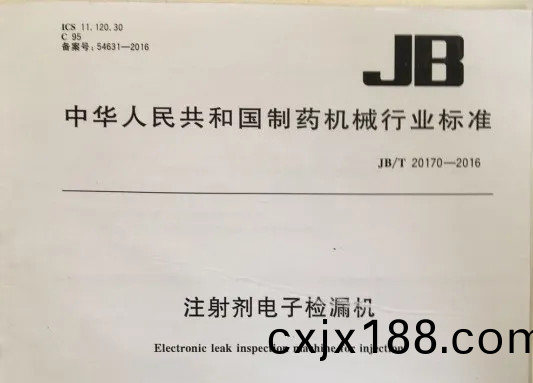 ICS 11.120.30
C 95
备案号：54631—2016
JB
中华人民共和国制药机械行业标准
JB/T 20170—2016
注射剂电子检漏机
cxjx188.com
Electronic leak inspection machine for injection